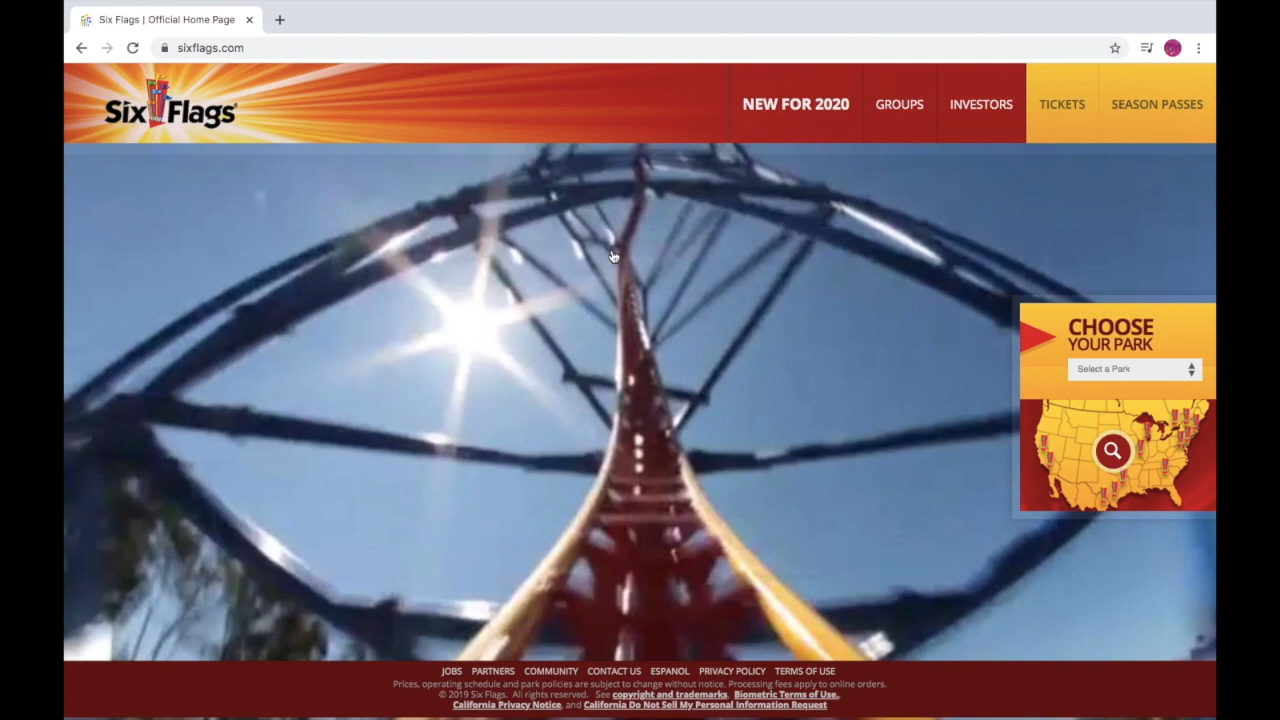 Six Flags | Official Home Page
sixflags.com
Six Flags
NEW FOR 2020
GROUPS
INVESTORS
TICKETS
SEASON PASSES
CHOOSE
YOUR PARK
Select a Park
JOBS PARTNERS COMMUNITY CONTACT US ESPANOL PRIVACY POLICY TERMS OF USE
Prices, operating schedule and park policies are subject to change without notice. Processing fees apply to online orders.
© 2019 Six Flags. All rights reserved. See copyright and trademarks, Biometric Terms of Use.,
California Privacy Notice, and California Do Not Sell My Personal Information Request